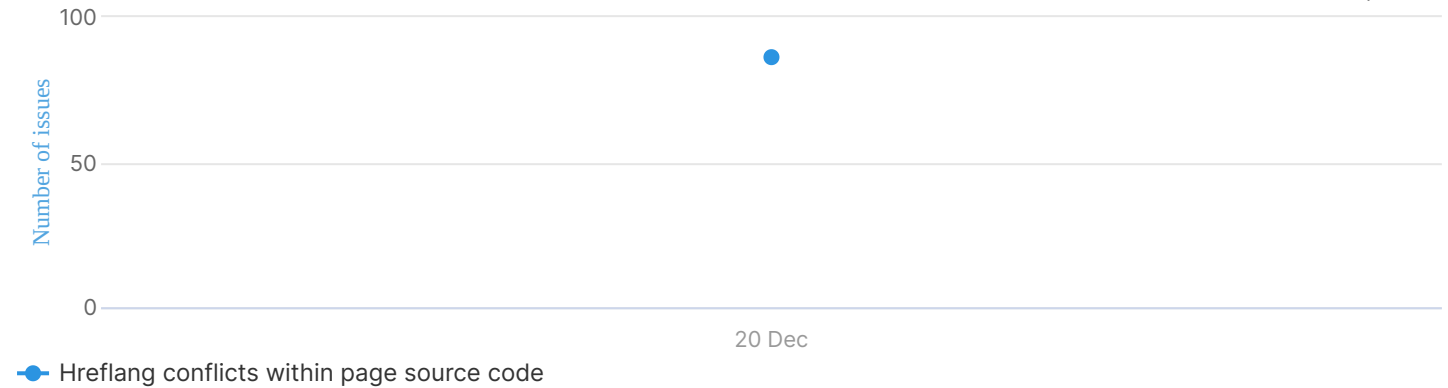 100
Number of issues
50
0
20 Dec
Hreflang conflicts within page source code